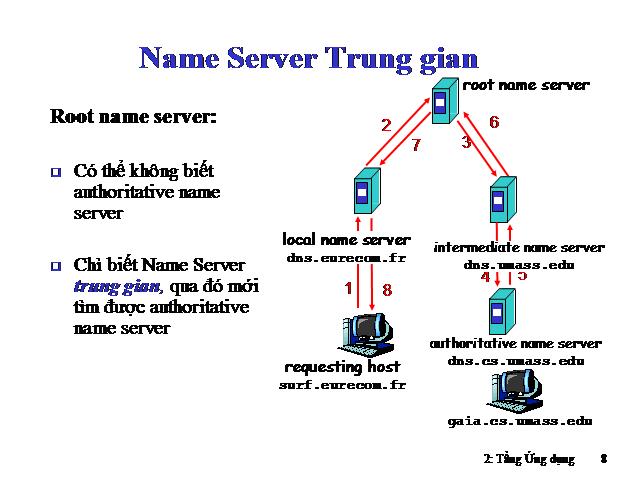 Name Server Trung gian
Root name server:
Có thể không biết
authoritative name
server
Chỉ biết Name Server
trung gian, qua đó mới
tìm được authoritative
name server
root name server
2
7
6
3
local name server
dns.eurecom.fr
intermediate name server
dns.umass.edu
1
8
4
5
authoritative name server
dns.cs.umass.edu
requesting host
surf.eurecom.fr
gaia.cs.umass.edu
2: Tầng Ứng dụng 8